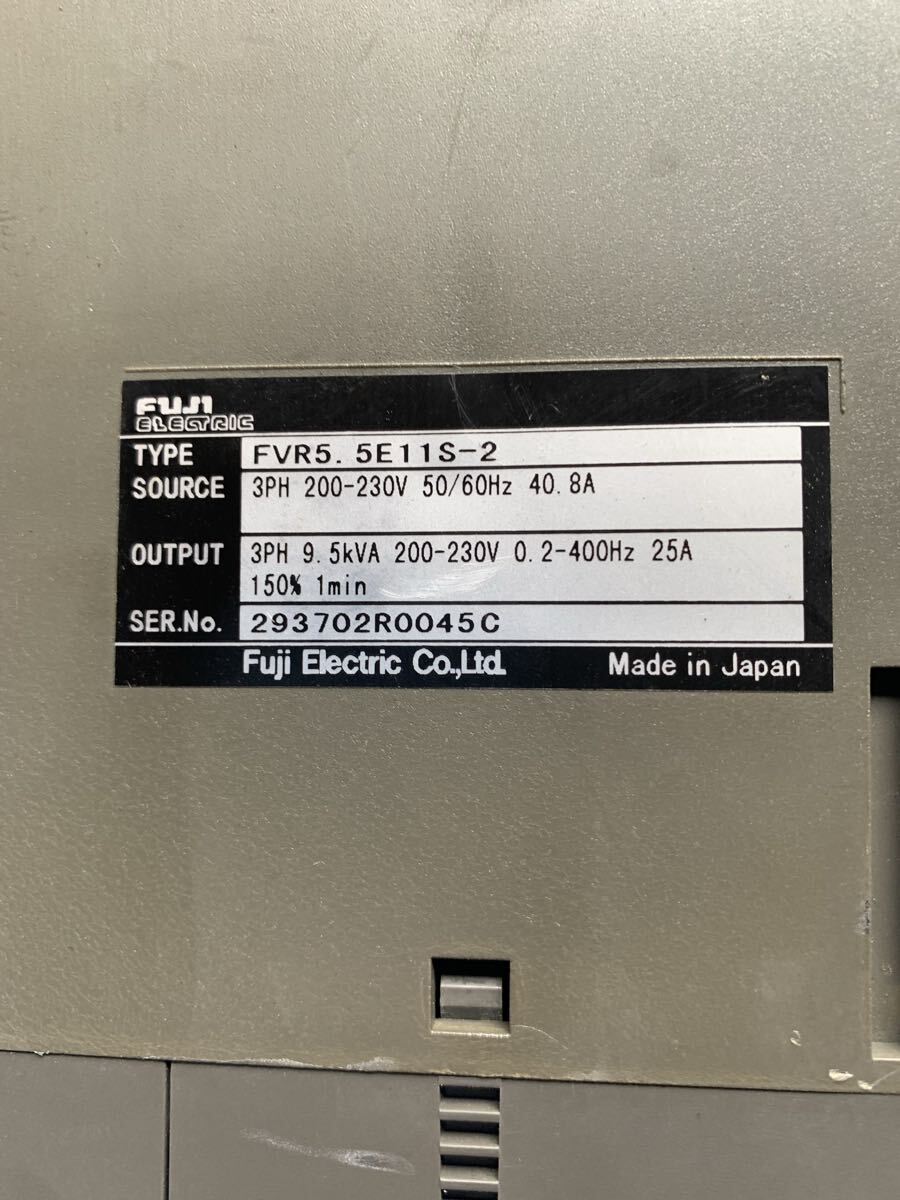 FUJI
ELECTRIC
TYPE FVR5.5E11S-2
SOURCE 3PH 200-230V 50/60Hz 40.8A
OUTPUT 3PH 9.5kVA 200-230V 0.2-400Hz 25A
150% 1min
SER.No. 293702R0045C
Fuji Electric Co.,Ltd. Made in Japan